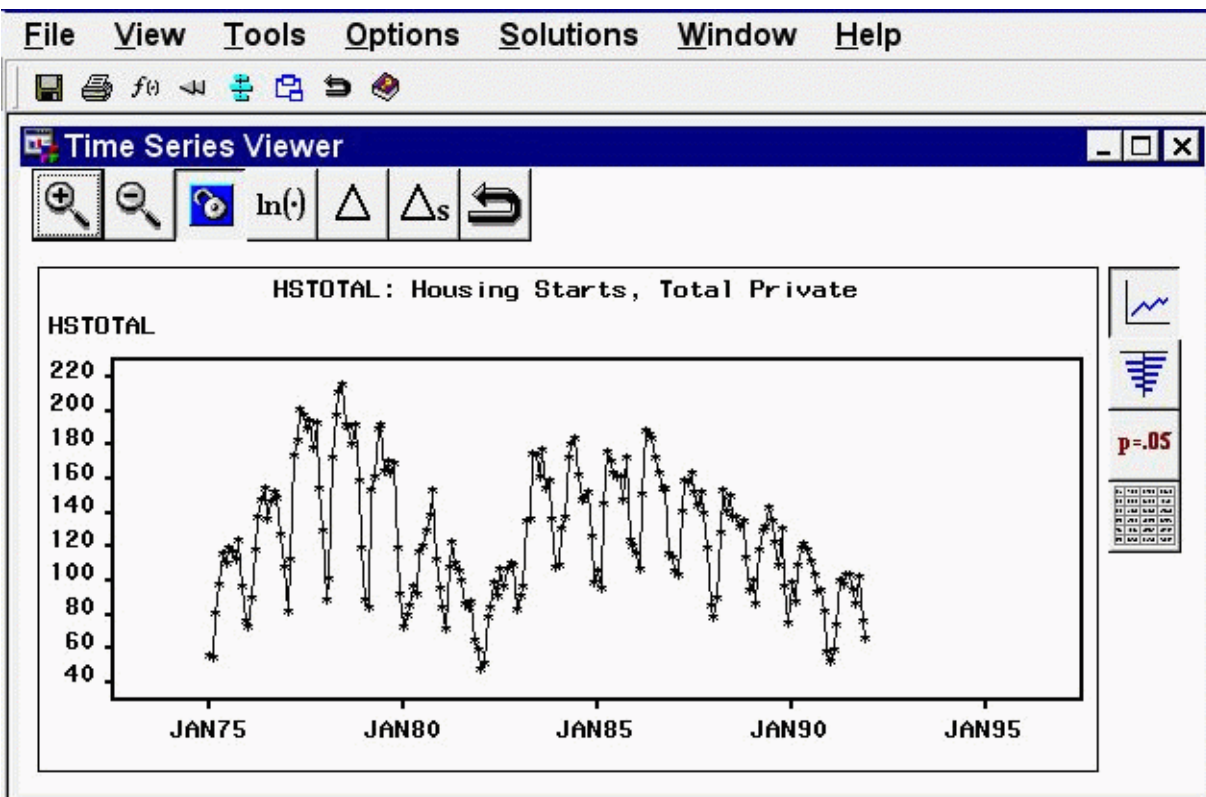 File View Tools Options Solutions Window Help
f(·)
Time Series Viewer
ln(·) Δ Δs
HSTOTAL: Housing Starts, Total Private
HSTOTAL
220
200
180
160
140
120
100
80
60
40
JAN75 JAN80 JAN85 JAN90 JAN95
p=.05